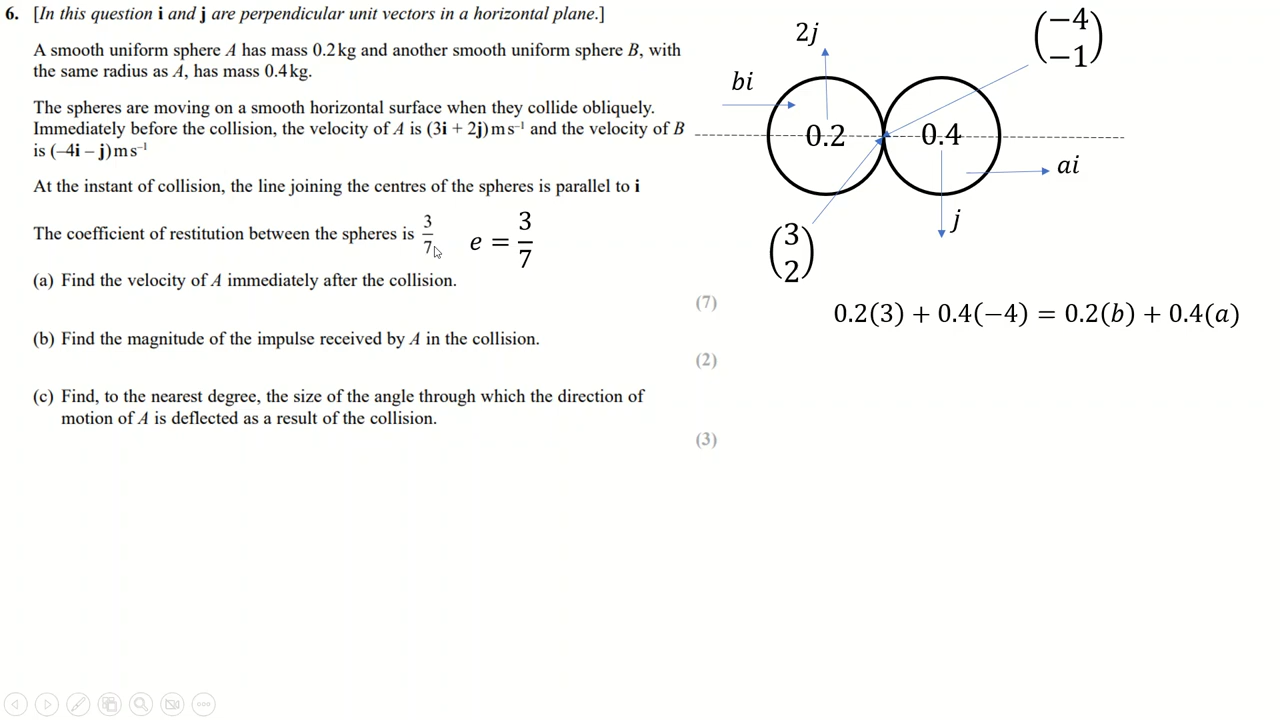 6. [In this question i and j are perpendicular unit vectors in a horizontal plane.]
A smooth uniform sphere A has mass 0.2 kg and another smooth uniform sphere B, with
the same radius as A, has mass 0.4 kg.
The spheres are moving on a smooth horizontal surface when they collide obliquely.
Immediately before the collision, the velocity of A is (3i + 2j) m s⁻¹ and the velocity of B
is (–4i – j) m s⁻¹
At the instant of collision, the line joining the centres of the spheres is parallel to i
The coefficient of restitution between the spheres is 3/7
e = 3/7
(a) Find the velocity of A immediately after the collision.
(7)
(b) Find the magnitude of the impulse received by A in the collision.
(2)
(c) Find, to the nearest degree, the size of the angle through which the direction of
motion of A is deflected as a result of the collision.
(3)
2j
(−4
−1)
bi
0.2
0.4
ai
j
(3
2)
0.2(3) + 0.4(−4) = 0.2(b) + 0.4(a)